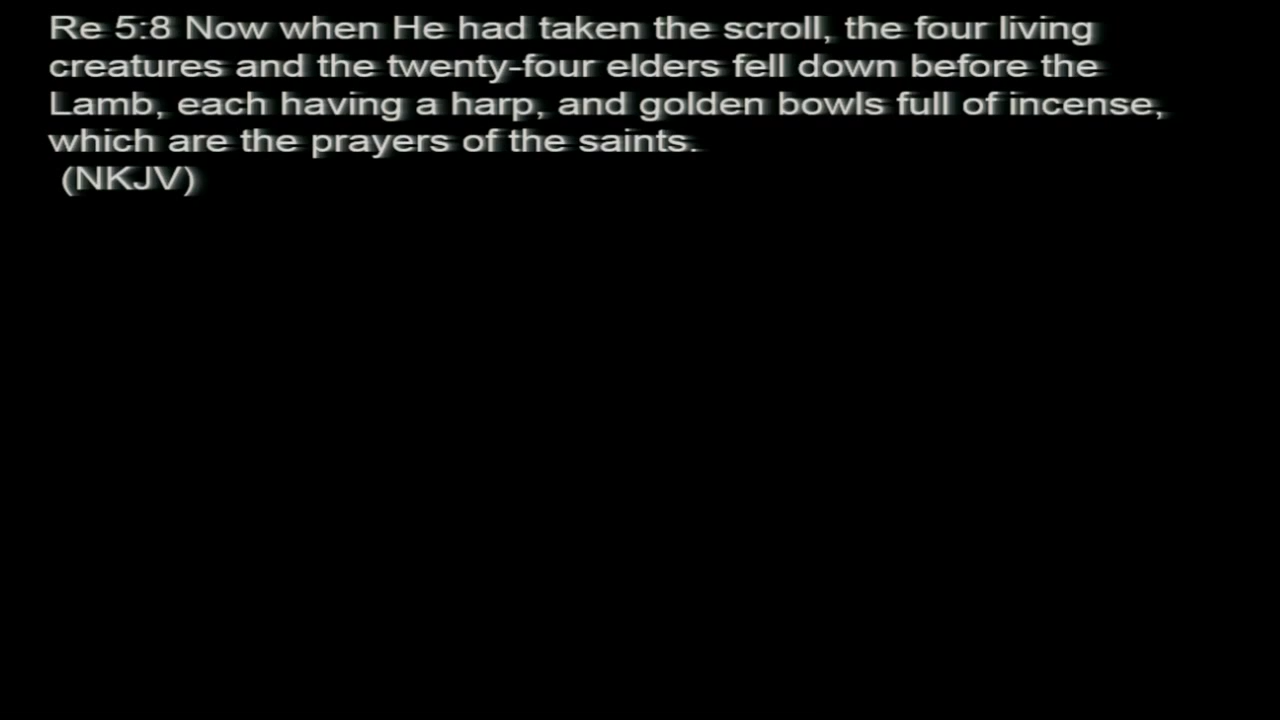 Re 5:8 Now when He had taken the scroll, the four living
creatures and the twenty-four elders fell down before the
Lamb, each having a harp, and golden bowls full of incense,
which are the prayers of the saints.
(NKJV)